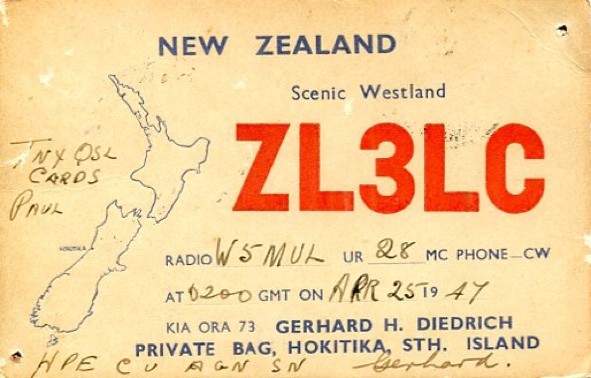 NEW ZEALAND
Scenic Westland
ZL3LC
TNX QSL
CARDS
PAUL
HOKITIKA
RADIO W5MUL UR 28 MC PHONE-CW
AT 0200 GMT ON APR 25 19 47
KIA ORA 73 GERHARD H. DIEDRICH
PRIVATE BAG, HOKITIKA, STH. ISLAND
HPE CU AGN SN Gerhard.